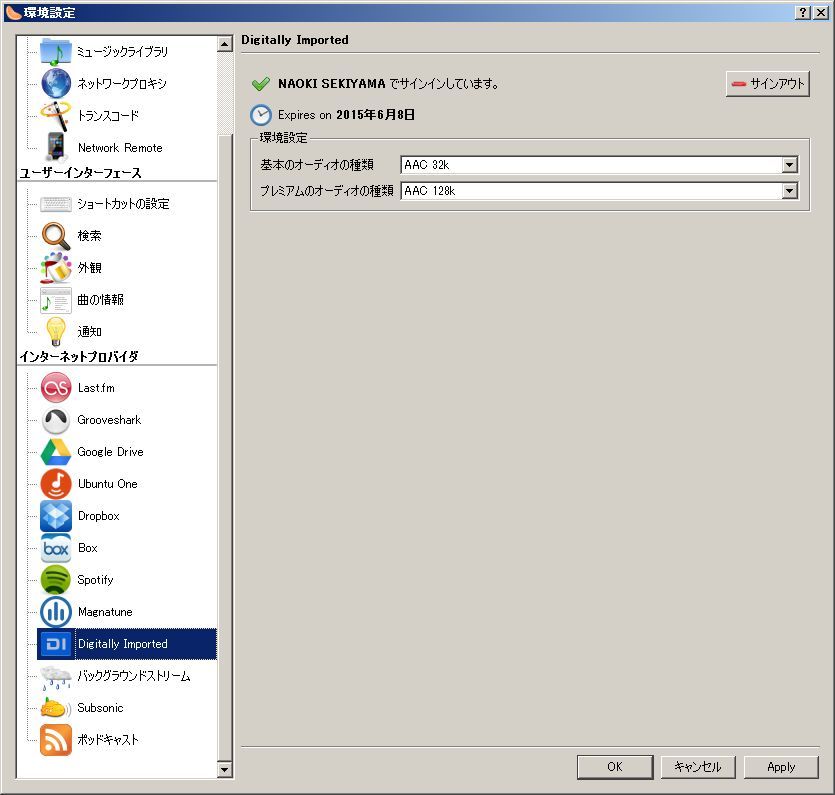 環境設定
ミュージックライブラリ
ネットワークプロキシ
トランスコード
Network Remote
ユーザーインターフェース
ショートカットの設定
検索
外観
曲の情報
通知
インターネットプロバイダ
Last.fm
Grooveshark
Google Drive
Ubuntu One
Dropbox
box
Box
Spotify
Magnatune
DI
Digitally Imported
バックグラウンドストリーム
Subsonic
ポッドキャスト
Digitally Imported
NAOKI SEKIYAMA でサインインしています。
サインアウト
Expires on 2015年6月8日
環境設定
基本のオーディオの種類 AAC 32k
プレミアムのオーディオの種類 AAC 128k
OK
キャンセル
Apply